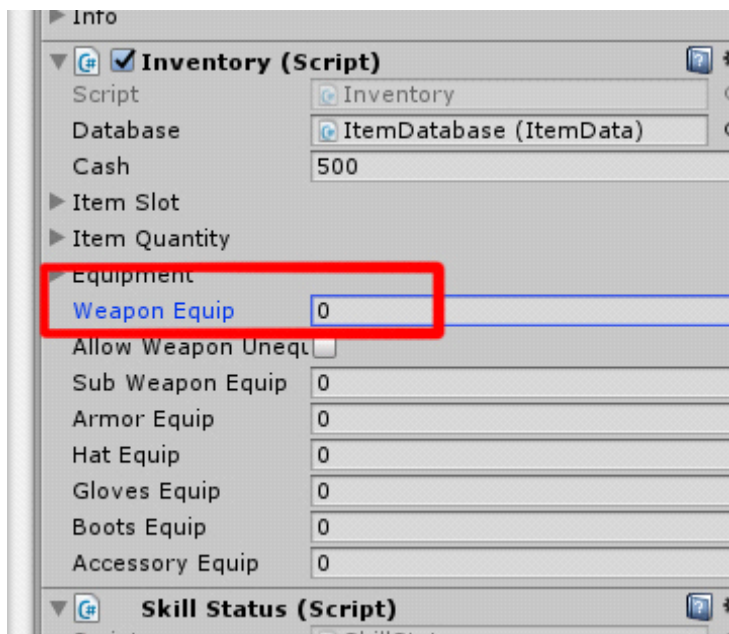 Info
Inventory (Script)
Script Inventory
Database ItemDatabase (ItemData)
Cash 500
Item Slot
Item Quantity
Equipment
Weapon Equip 0
Allow Weapon Unequ
Sub Weapon Equip 0
Armor Equip 0
Hat Equip 0
Gloves Equip 0
Boots Equip 0
Accessory Equip 0
Skill Status (Script)